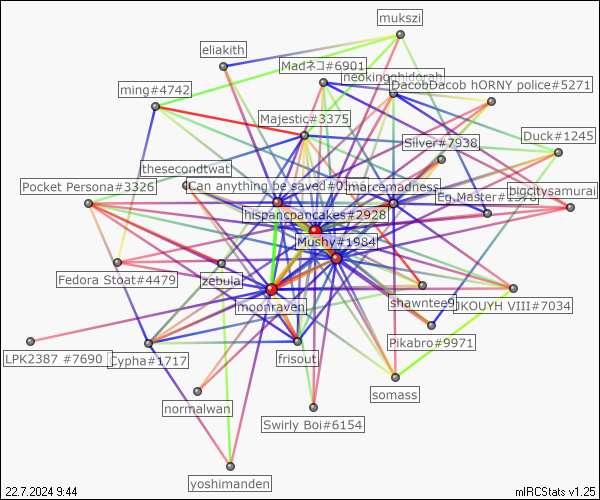 mukszi
eliakith
Madネコ#6901
neokingghidorah
DacobDacob hORNY police#5271
ming#4742
Majestic#3375
Duck#1245
Silver#7938
thesecondtwat
Pocket Persona#3326
Can anything be saved#0
marcemadness
Eg.Master#1398
bigcitysamurai
hispancpancakes#2928
Mushy#1984
Fedora Stoat#4479
zebula
moonraven
shawntee9
JKOUYH VIII#7034
Pikabro#9971
LPK2387 #7690
Cypha#1717
frisout
somass
normalwan
Swirly Boi#6154
yoshimanden
22.7.2024 9:44
mIRCStats v1.25